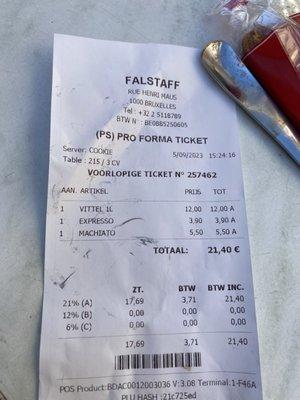 FALSTAFF
RUE HENRI MAUS
1000 BRUXELLES
Tel : +32 2 5118789
BTW N : BE0885250605
(PS) PRO FORMA TICKET
Server: COOKIE
Table : 215 / 3 CV 5/09/2023 15:24:16
VOORLOPIGE TICKET N° 257462
AAN. ARTIKEL PRIJS TOT.
1 VITTEL 1L 12,00 12,00 A
1 EXPRESSO 3,90 3,90 A
1 MACHIATO 5,50 5,50 A
TOTAAL: 21,40 €
ZT. BTW BTW INC.
21% (A) 17,69 3,71 21,40
12% (B) 0,00 0,00 0,00
6% (C) 0,00 0,00 0,00
17,69 3,71 21,40
POS Product:BDAC0012003036 V:3.08 Terminal:1-F46A
PLU HASH :21c725ed